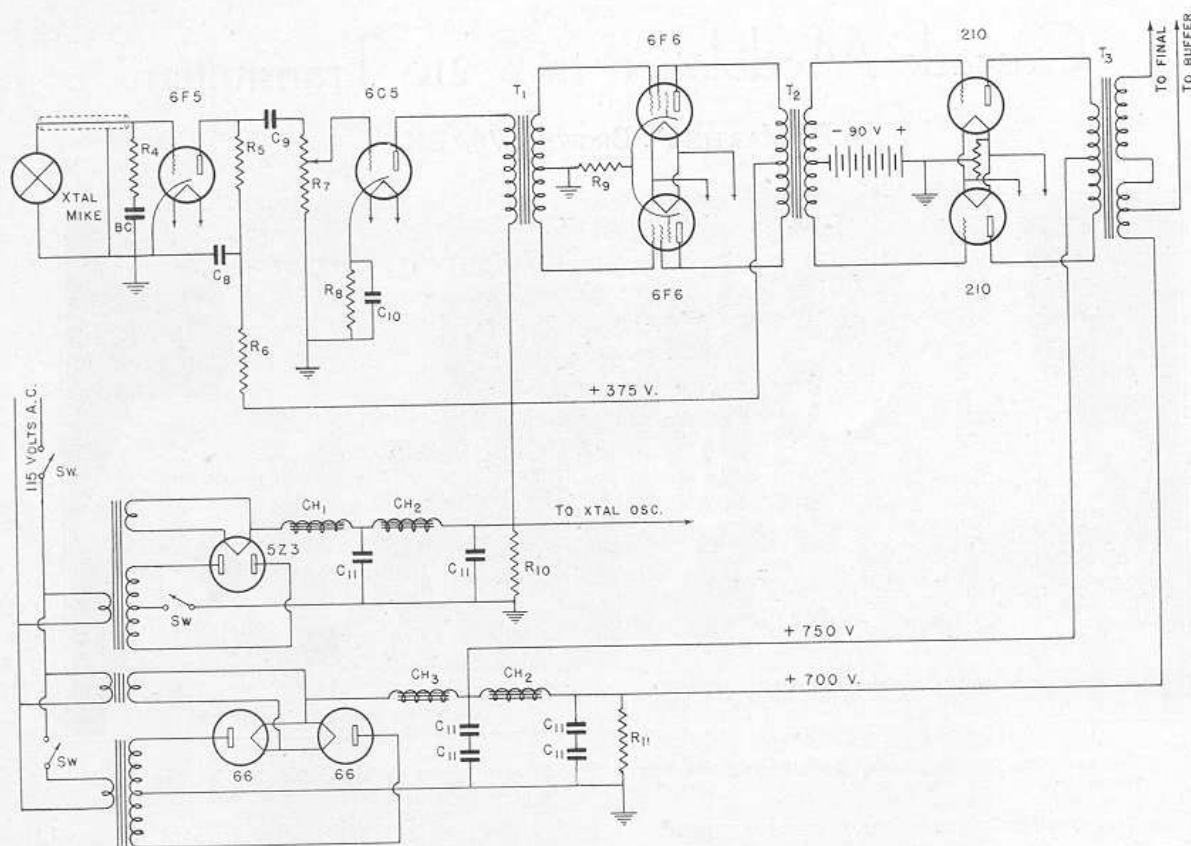 6F6
210
T3
TO FINAL
TO BUFFER
6F5
6C5
T1
T2
C9
- 90 V +
R4
R5
R7
R9
XTAL
MIKE
BC
C8
R8
C10
6F6
210
R6
+ 375 V.
115 VOLTS A.C.
SW.
CH1
CH2
TO XTAL OSC.
5Z3
C11
C11
R10
SW
+ 750 V
CH3
CH2
+ 700 V.
C11
C11
R11
SW
C11
C11
66
66